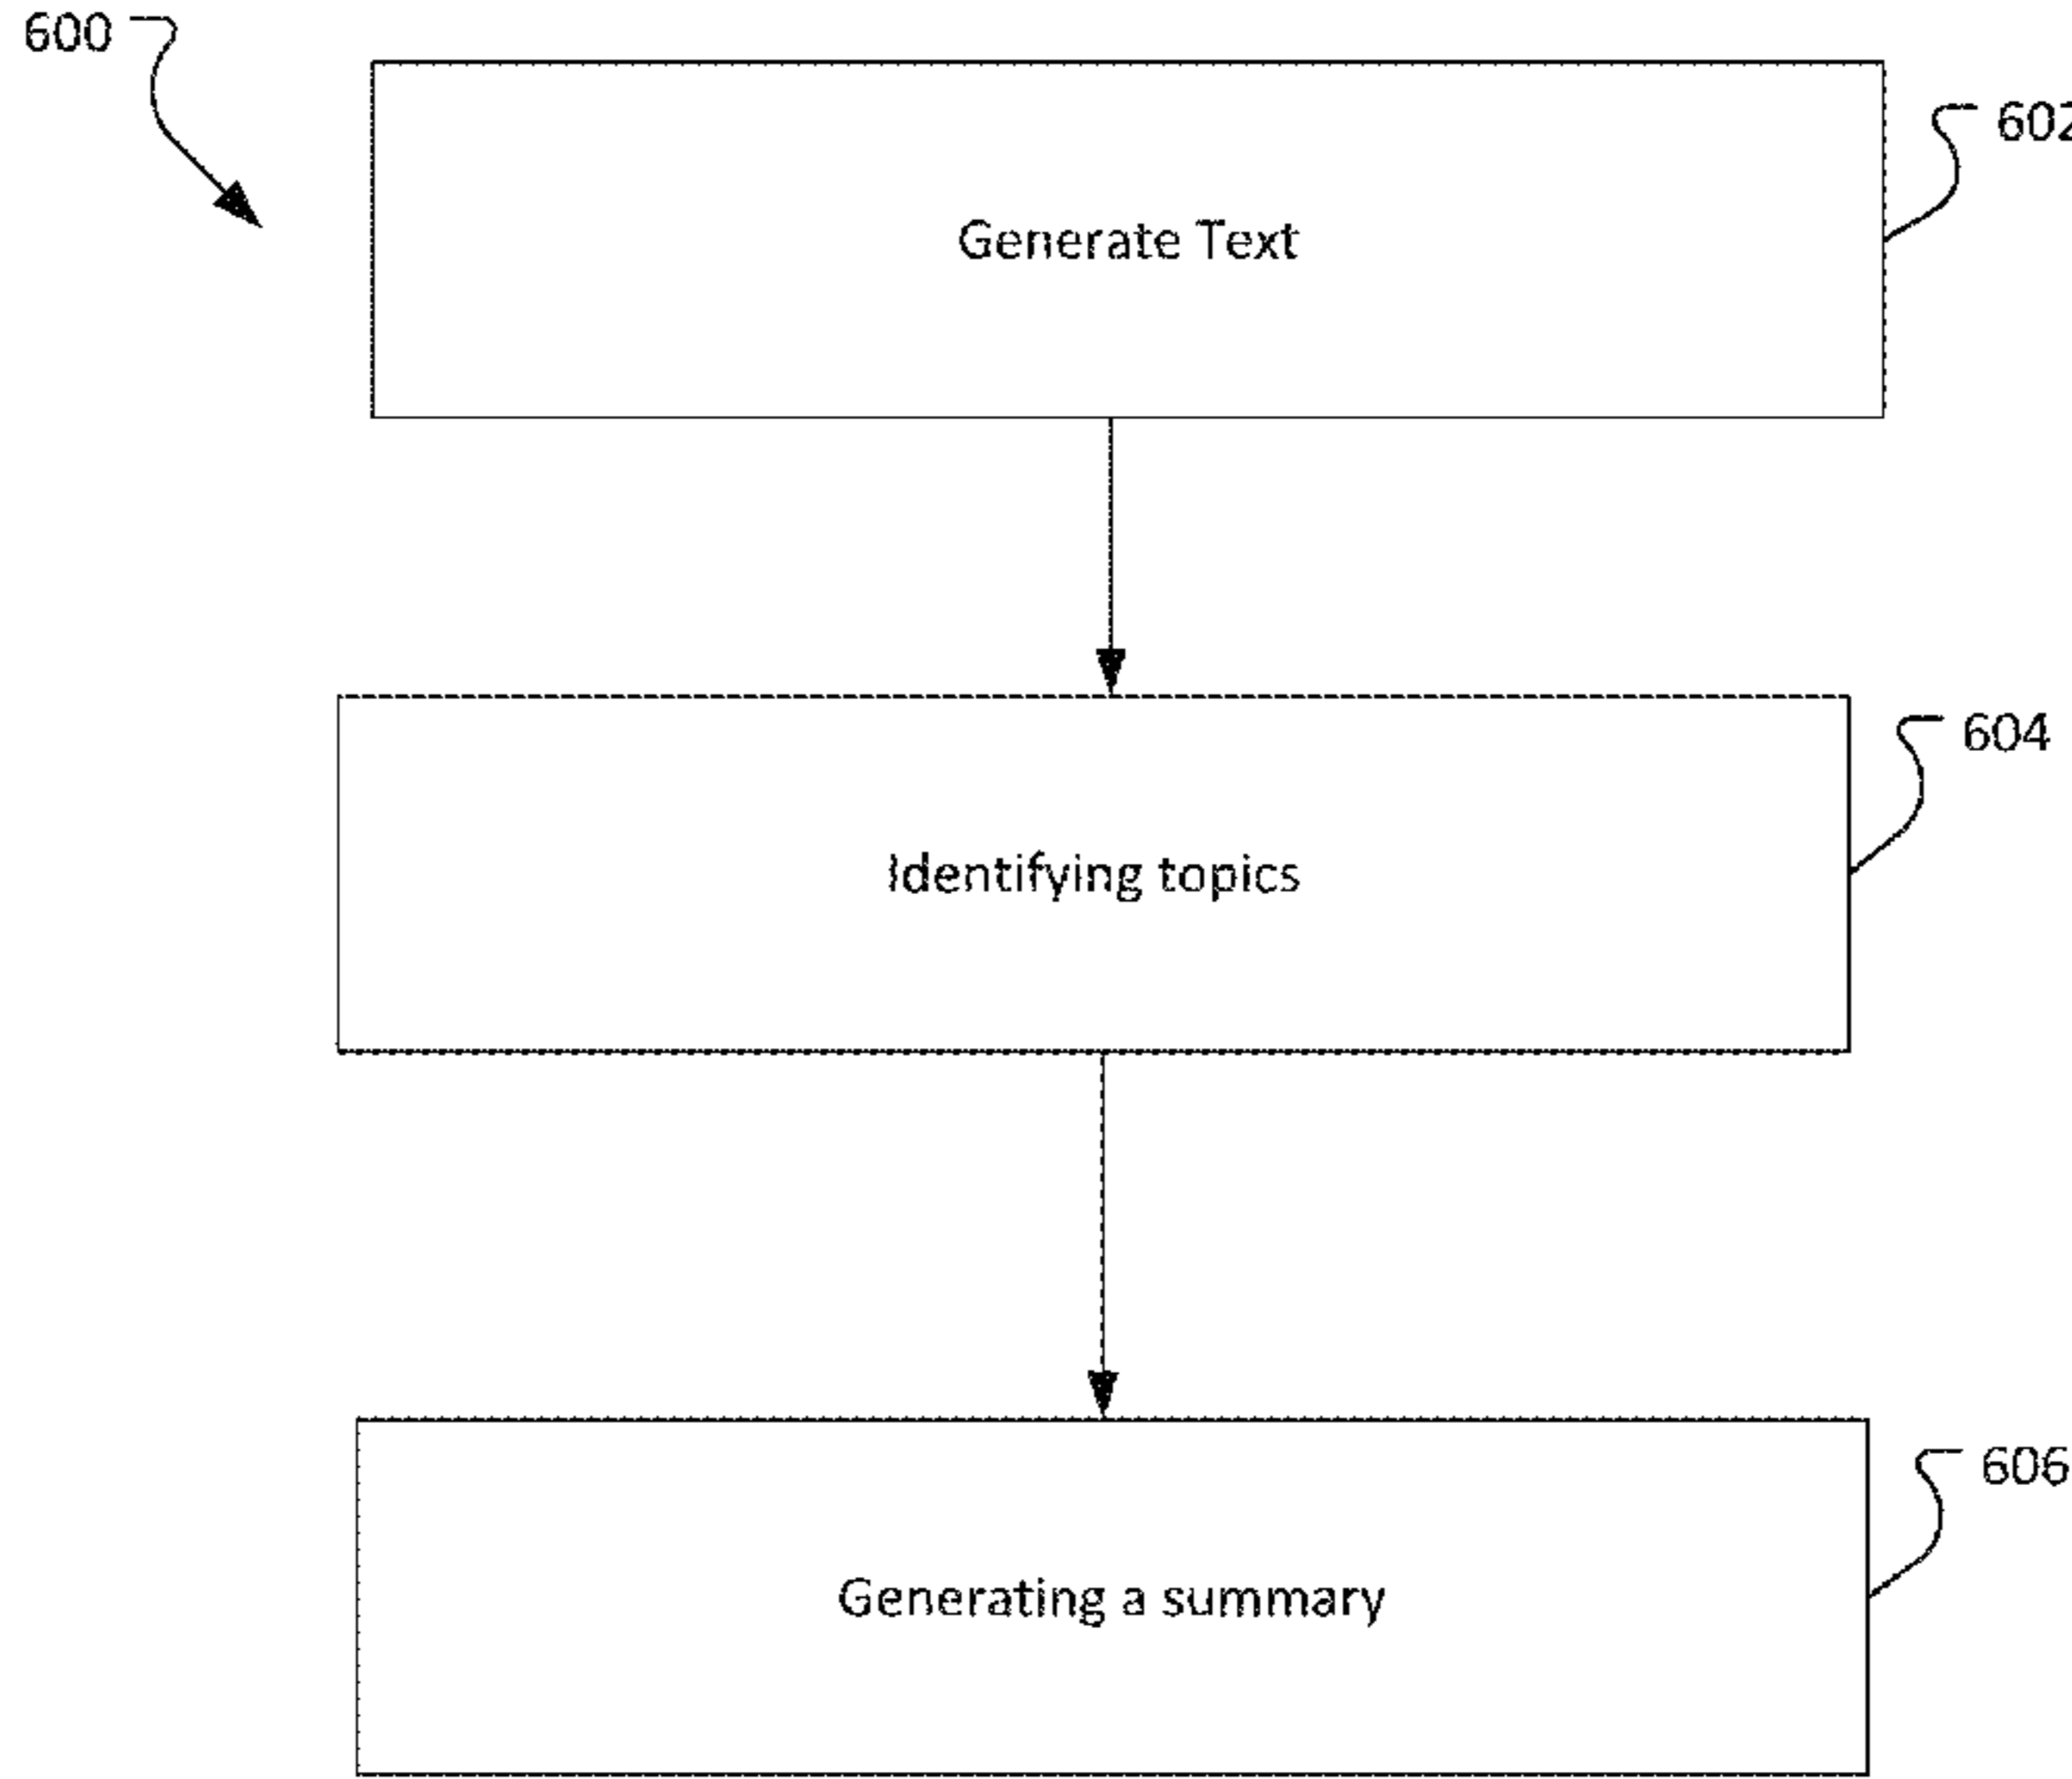 600
602
Generate Text
604
Identifying topics
606
Generating a summary